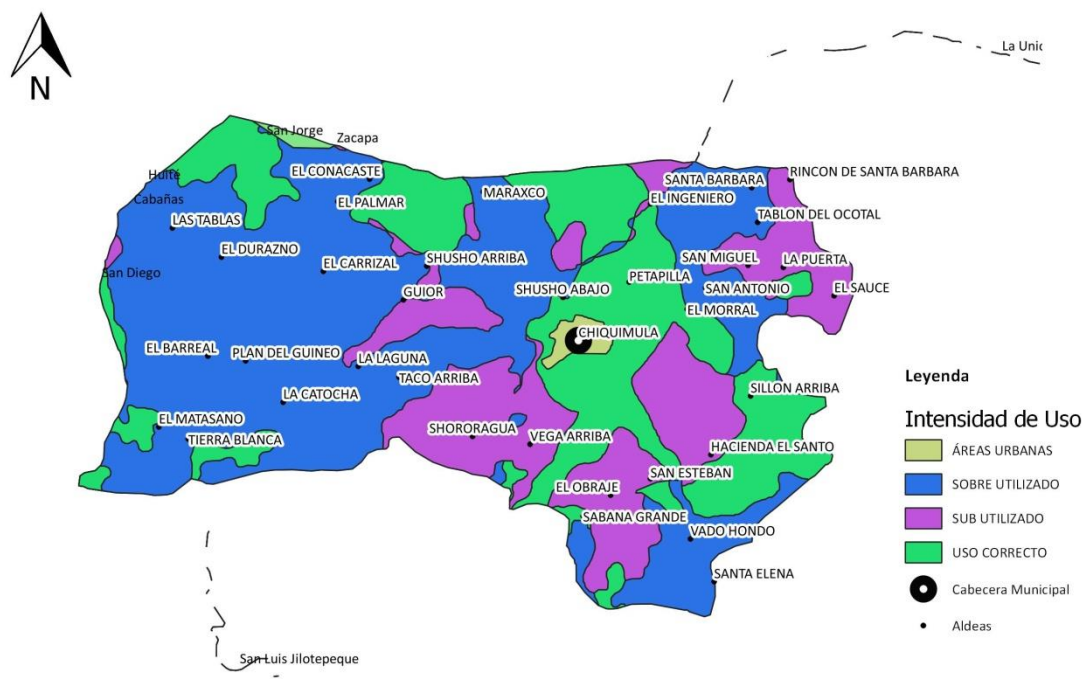 La Unic
N
San Jorge
Zacapa
Huité
Cabañas
San Diego
EL CONACASTE
EL PALMAR
MARAXCO
SANTA BARBARA
RINCON DE SANTA BARBARA
EL INGENIERO
TABLON DEL OCOTAL
LAS TABLAS
EL DURAZNO
EL CARRIZAL
SHUSHO ARRIBA
SAN MIGUEL
LA PUERTA
PETAPILLA
GUIOR
SHUSHO ABAJO
SAN ANTONIO
EL SAUCE
EL MORRAL
CHIQUIMULA
EL BARREAL
PLAN DEL GUINEO
LA LAGUNA
TACO ARRIBA
LA CATOCHA
SILLON ARRIBA
EL MATASANO
TIERRA BLANCA
SHORORAGUA
VEGA ARRIBA
HACIENDA EL SANTO
SAN ESTEBAN
EL OBRAJE
SABANA GRANDE
VADO HONDO
SANTA ELENA
San Luis Jilotepeque
Leyenda
Intensidad de Uso
ÁREAS URBANAS
SOBRE UTILIZADO
SUB UTILIZADO
USO CORRECTO
Cabecera Municipal
Aldeas